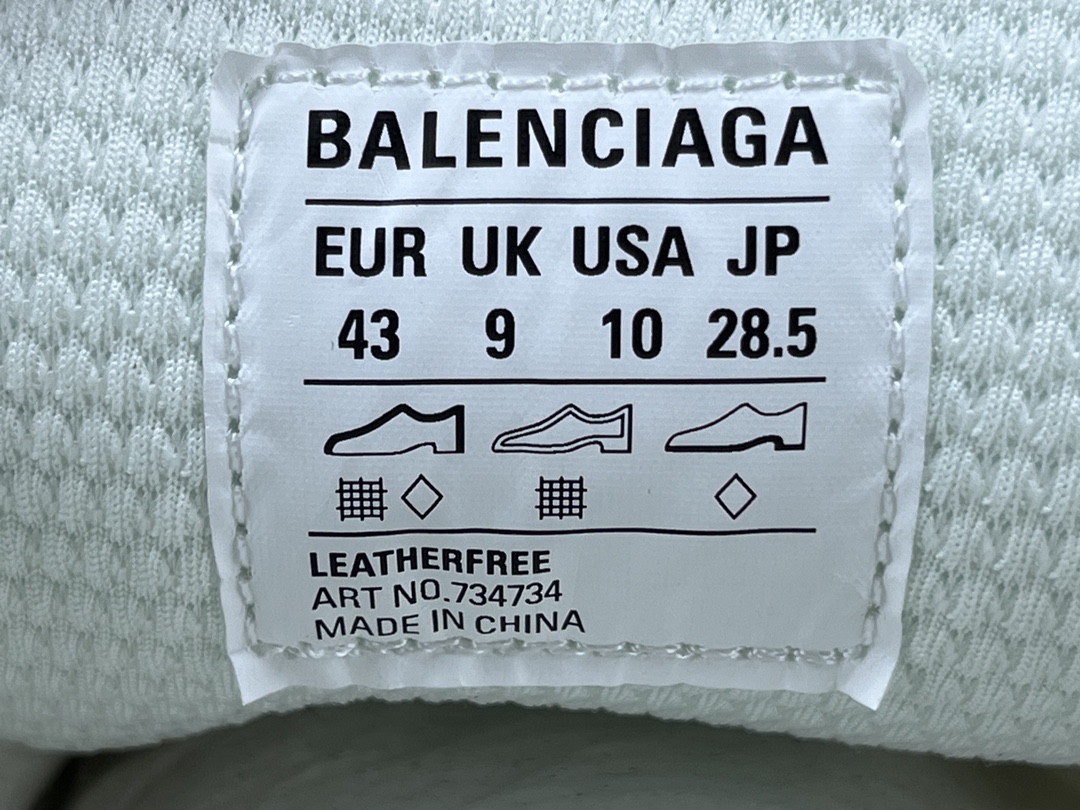 BALENCIAGA
EUR UK USA JP
43 9 10 28.5
LEATHERFREE
ART NO.734734
MADE IN CHINA